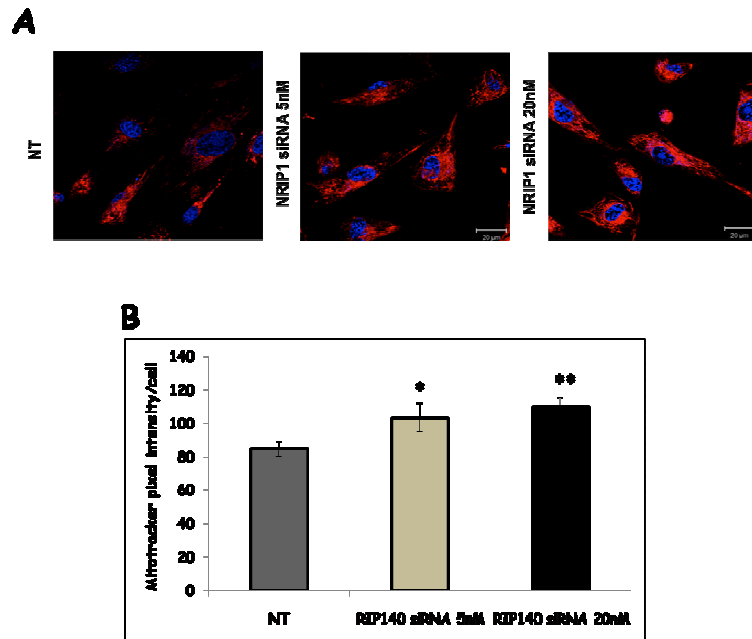 A
NT
NRIP1 siRNA 5nM
20 µm
NRIP1 siRNA 20nM
20 µm
B
Mitotracker pixel intensity/cell
140
120
100
80
60
40
20
0
*
**
NT
RIP140 siRNA 5nM
RIP140 siRNA 20nM